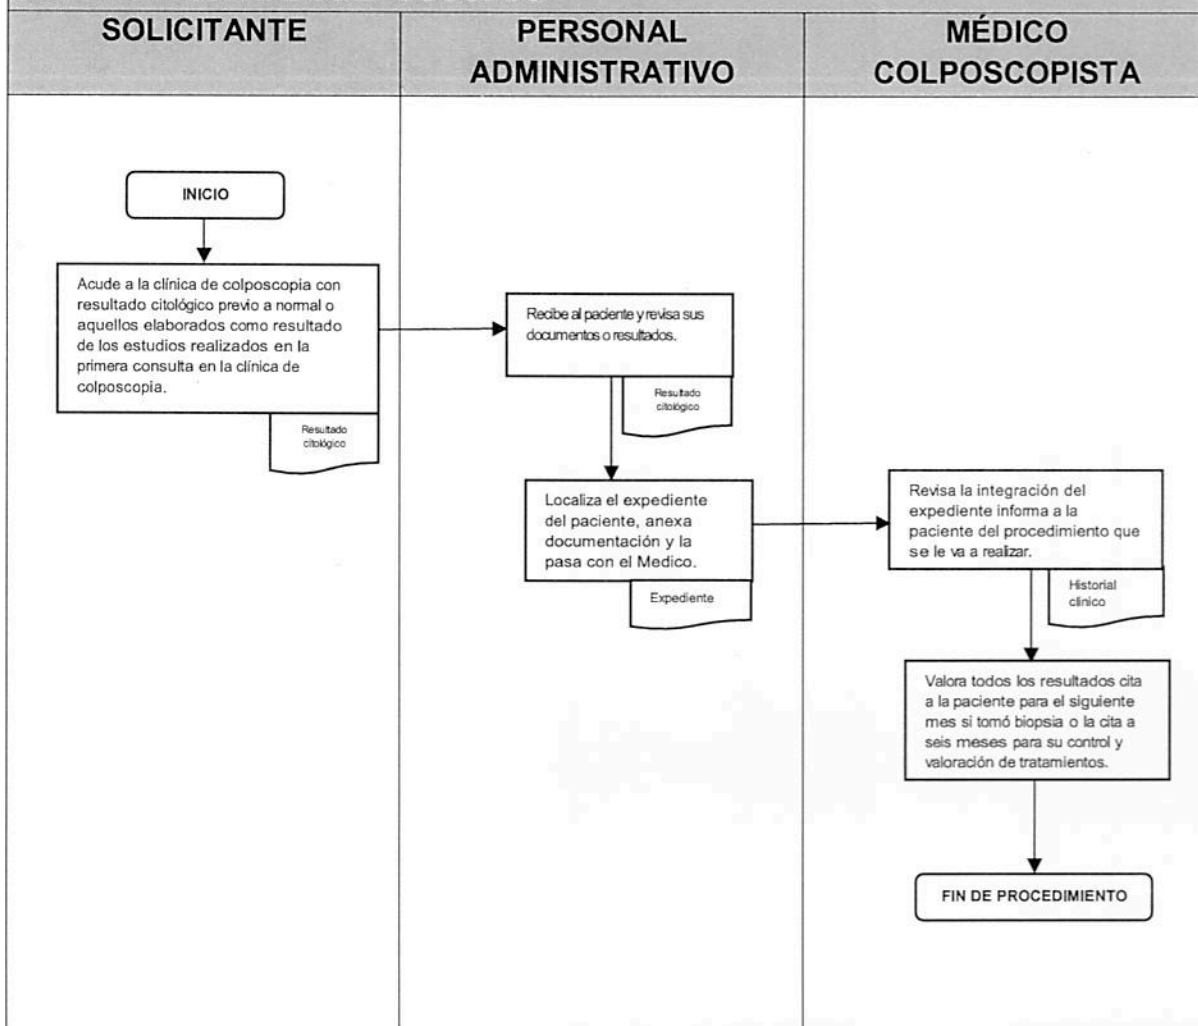 SOLICITANTE
PERSONAL
ADMINISTRATIVO
MÉDICO
COLPOSCOPISTA
INICIO
Acude a la clínica de colposcopia con
resultado citológico previo a normal o
aquellos elaborados como resultado
de los estudios realizados en la
primera consulta en la clínica de
colposcopia.
Resultado
citológico
Recibe al paciente y revisa sus
documentos o resultados.
Resultado
citológico
Localiza el expediente
del paciente, anexa
documentación y la
pasa con el Medico.
Expediente
Revisa la integración del
expediente informa a la
paciente del procedimiento que
se le va a realizar.
Historial
clinico
Valora todos los resultados cita
a la paciente para el siguiente
mes si tomó biopsia o la cita a
seis meses para su control y
valoración de tratamientos.
FIN DE PROCEDIMIENTO